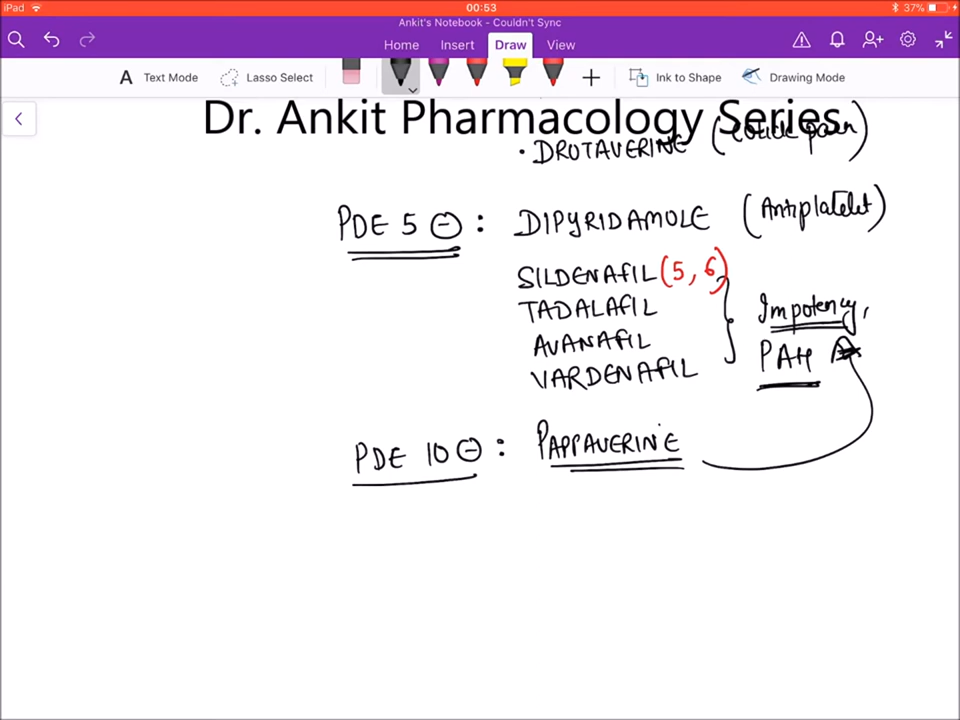 iPad 00:53 37%
Ankit's Notebook - Couldn't Sync
Home Insert Draw View
A Text Mode Lasso Select + Ink to Shape Drawing Mode
Dr. Ankit Pharmacology Series
• DROTAVERINE (Colick pain)
PDE 5 ⊖ : DIPYRIDAMOLE (Antiplatelet)
SILDENAFIL (5, 6)
TADALAFIL Impotency,
AVANAFIL
PAH
VARDENAFIL
PDE 10 ⊖ : PAPPAVERINE